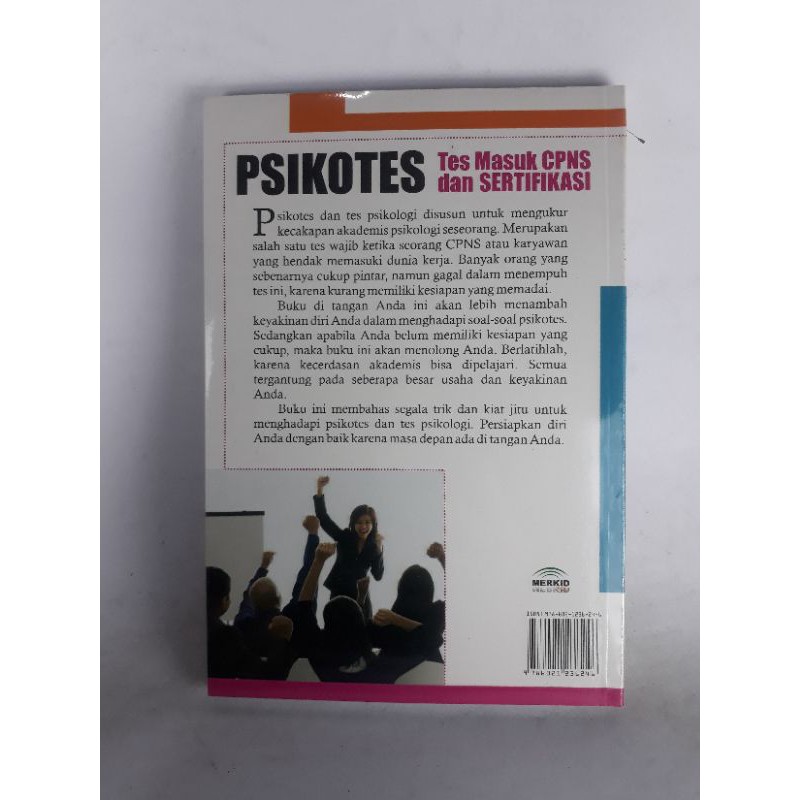 PSIKOTES Tes Masuk CPNS
dan SERTIFIKASI
Psikotes dan tes psikologi disusun untuk mengukur
kecakapan akademis psikologi seseorang. Merupakan
salah satu tes wajib ketika seorang CPNS atau karyawan
yang hendak memasuki dunia kerja. Banyak orang yang
sebenarnya cukup pintar, namun gagal dalam menempuh
tes ini, karena kurang memiliki kesiapan yang memadai.
Buku di tangan Anda ini akan lebih menambah
keyakinan diri Anda dalam menghadapi soal-soal psikotes.
Sedangkan apabila Anda belum memiliki kesiapan yang
cukup, maka buku ini akan menolong Anda. Berlatihlah,
karena kecerdasan akademis bisa dipelajari. Semua
tergantung pada seberapa besar usaha dan keyakinan
Anda.
Buku ini membahas segala trik dan kiat jitu untuk
menghadapi psikotes dan tes psikologi. Persiapkan diri
Anda dengan baik karena masa depan ada di tangan Anda.
MERKID